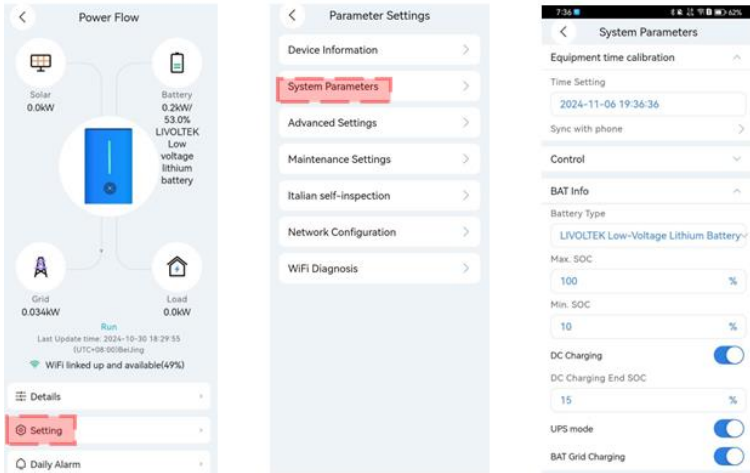 Power Flow
Solar
0.0kW
Battery
0.2kW/
53.0%
LIVOLTEK
Low
voltage
lithium
battery
Grid
0.034kW
Load
0.0kW
Run
Last Update time: 2024-10-30 18:29:55
(UTC+08:00)BeiJing
WiFi linked up and available(49%)
Details
Setting
Daily Alarm
Parameter Settings
Device Information
System Parameters
Advanced Settings
Maintenance Settings
Italian self-inspection
Network Configuration
WiFi Diagnosis
7:36
62%
System Parameters
Equipment time calibration
Time Setting
2024-11-06 19:36:36
Sync with phone
Control
BAT Info
Battery Type
LIVOLTEK Low-Voltage Lithium Battery
Max. SOC
100 %
Min. SOC
10 %
DC Charging
DC Charging End SOC
15 %
UPS mode
BAT Grid Charging